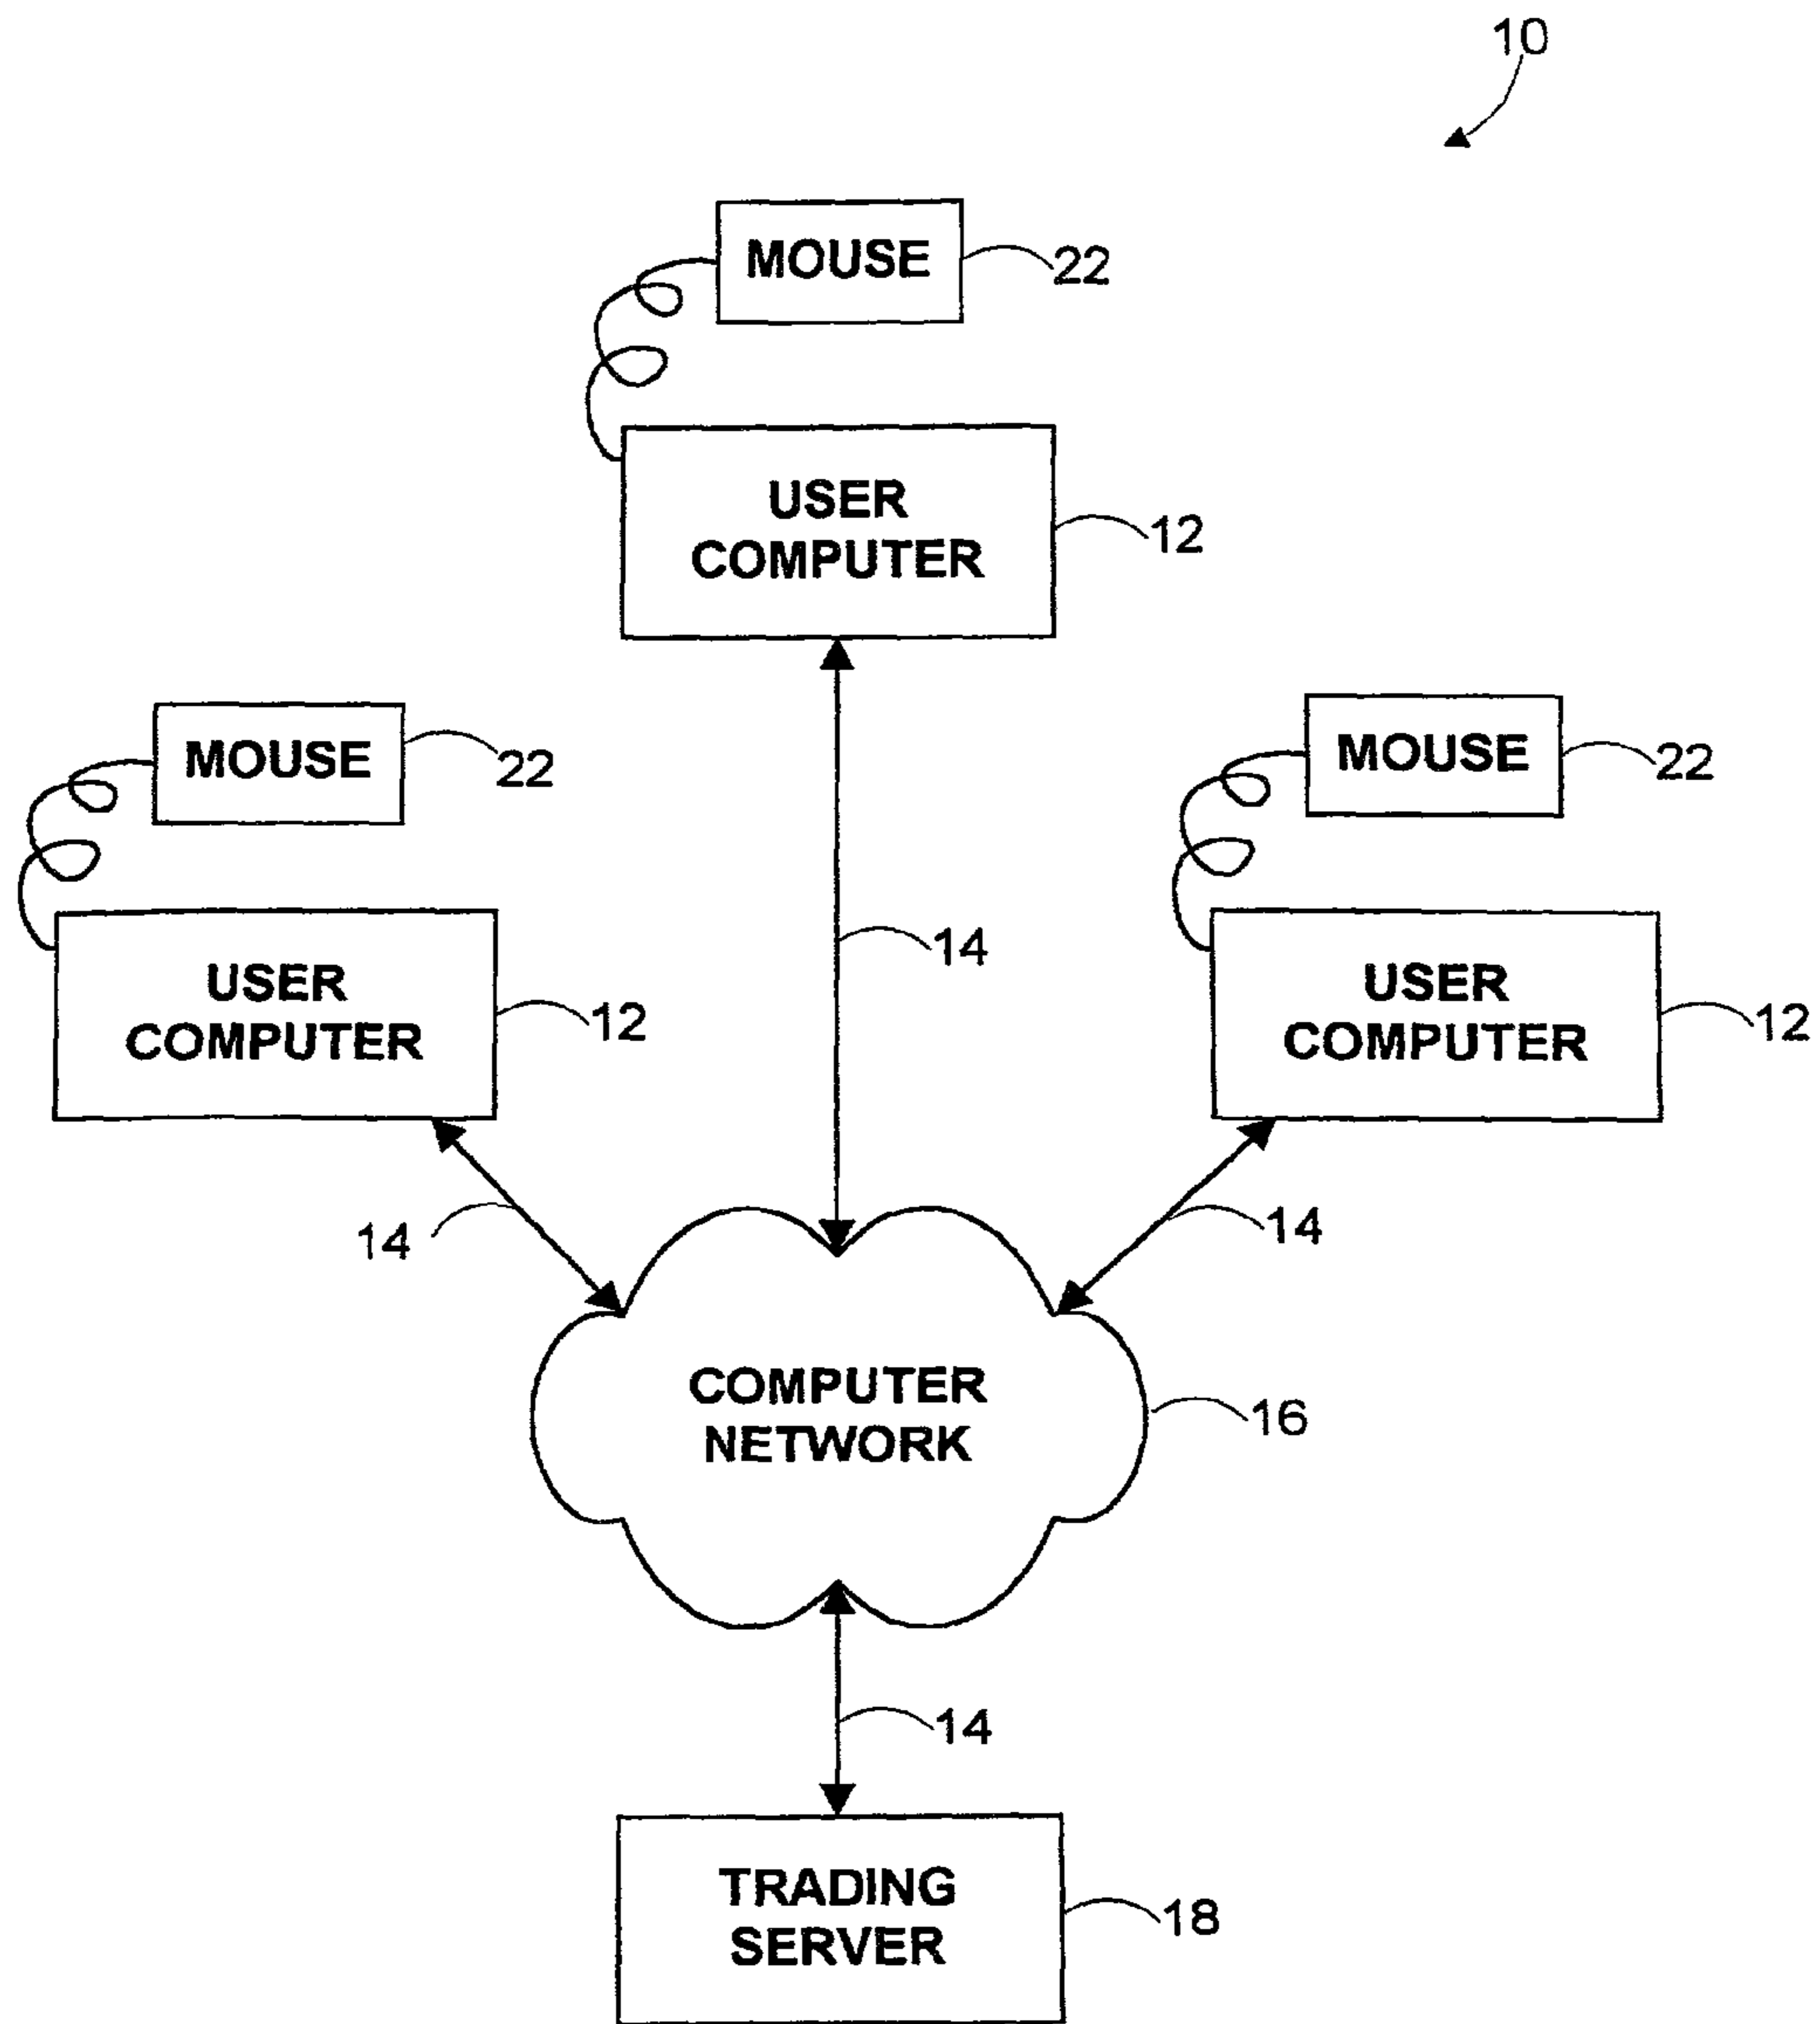 10
MOUSE
22
USER
COMPUTER
12
MOUSE
22
MOUSE
22
14
USER
COMPUTER
12
USER
COMPUTER
12
14
14
COMPUTER
NETWORK
16
14
TRADING
SERVER
18